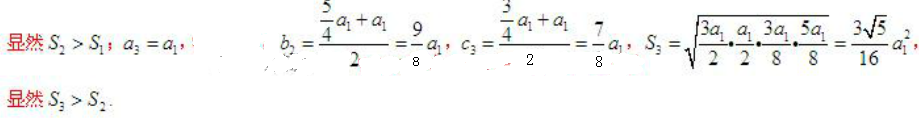 显然 $S_2 > S_1$，$a_3 = a_1$，$b_2 = \dfrac{\frac{5}{4}a_1 + a_1}{2} = \dfrac{9}{8}a_1$，$c_3 = \dfrac{\frac{3}{4}a_1 + a_1}{2} = \dfrac{7}{8}a_1$，$S_3 = \sqrt{\dfrac{3a_1}{2} \cdot \dfrac{a_1}{2} \cdot \dfrac{3a_1}{8} \cdot \dfrac{5a_1}{8}} = \dfrac{3\sqrt{5}}{16}a_1^2$，
显然 $S_3 > S_2$.